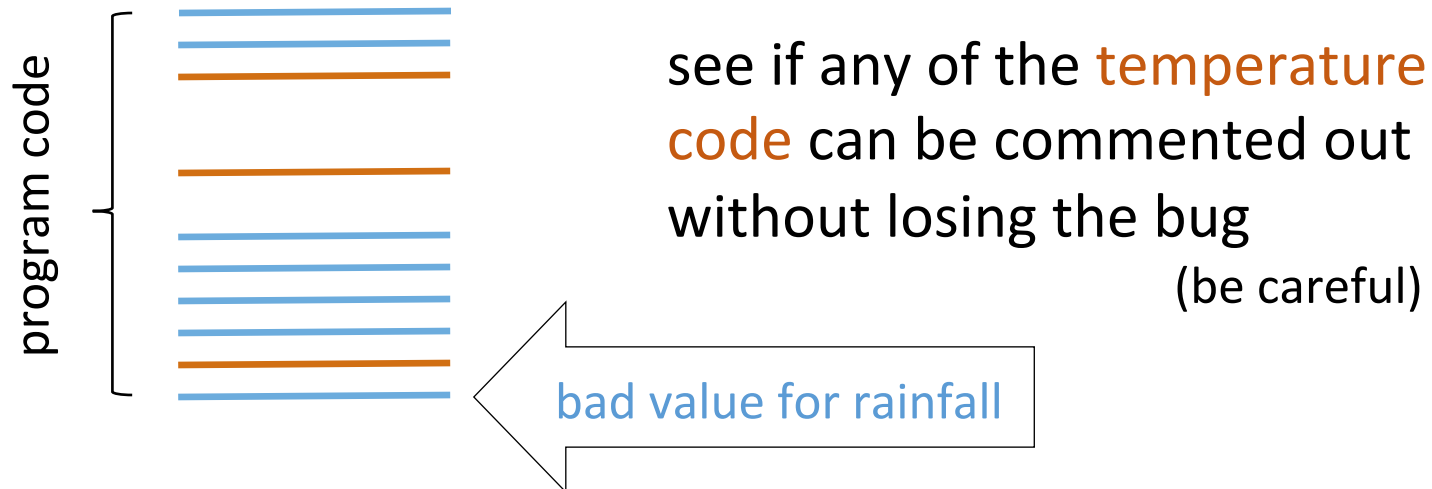 program code
see if any of the temperature
code can be commented out
without losing the bug
(be careful)
bad value for rainfall